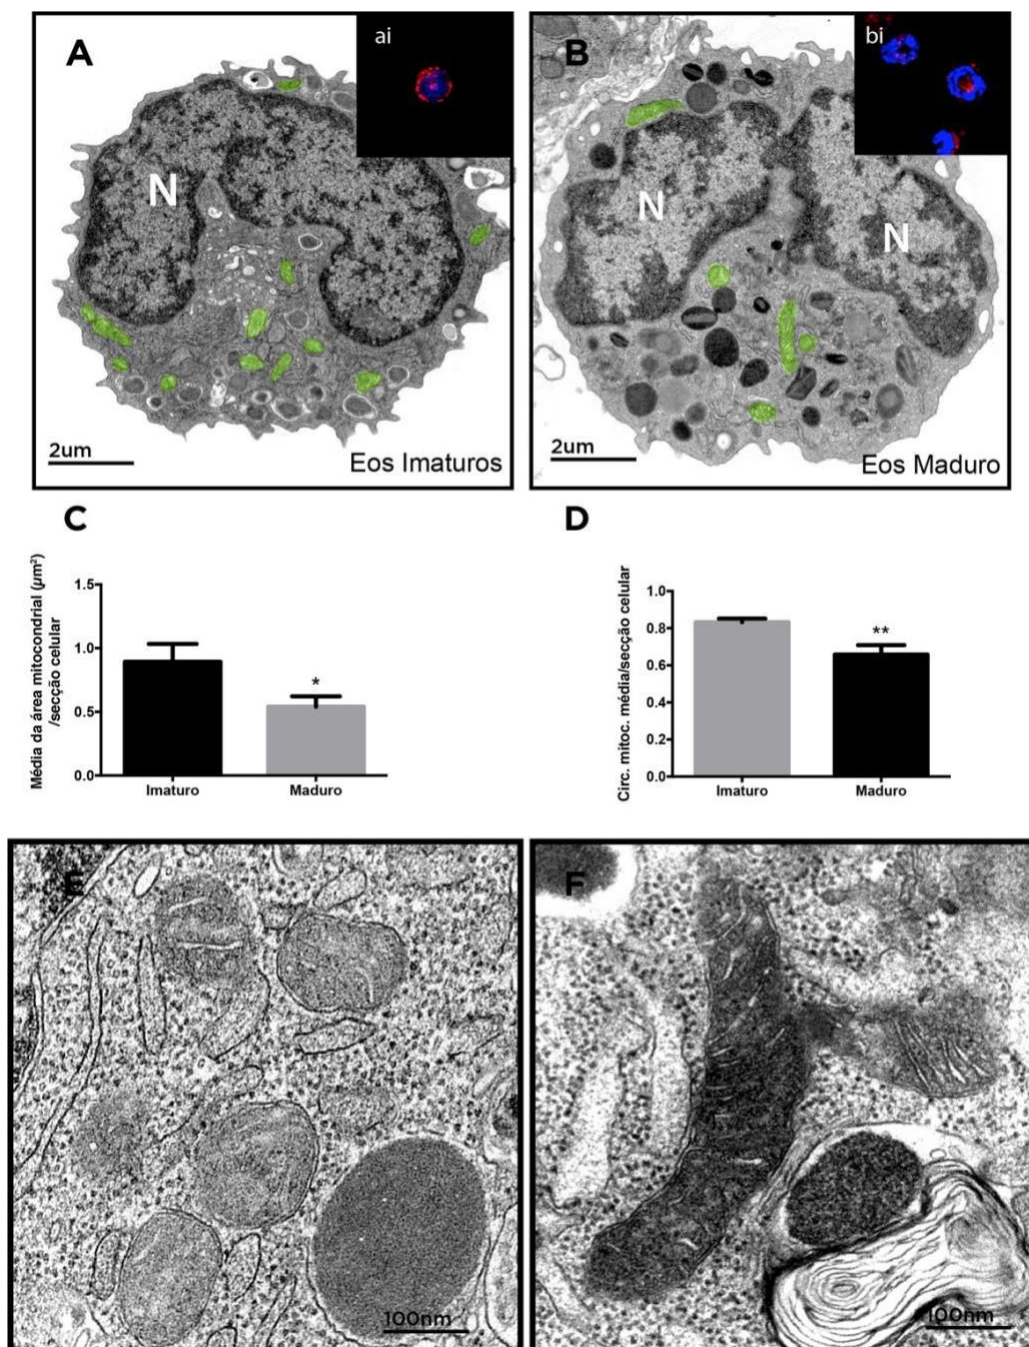 A
ai
N
2um
Eos Imaturos
B
bi
N
N
2um
Eos Maduro
C
Média da área mitocondrial (µm²)
/secção celular
1.5
1.0
0.5
0.0
*
Imaturo
Maduro
D
Circ. mitoc. média/secção celular
1.0
0.8
0.6
0.4
0.2
0.0
**
Imaturo
Maduro
E
100nm
F
100nm